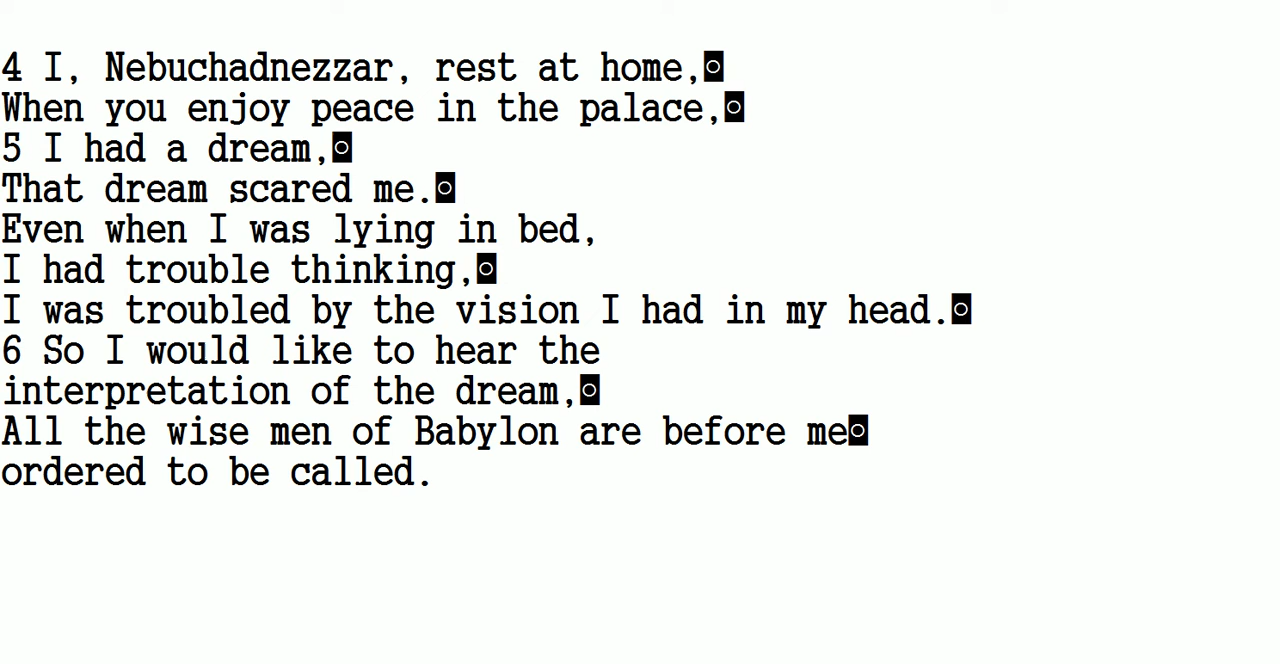 4 I, Nebuchadnezzar, rest at home,◙
When you enjoy peace in the palace,◙
5 I had a dream,◙
That dream scared me.◙
Even when I was lying in bed,
I had trouble thinking,◙
I was troubled by the vision I had in my head.◙
6 So I would like to hear the
interpretation of the dream,◙
All the wise men of Babylon are before me◙
ordered to be called.